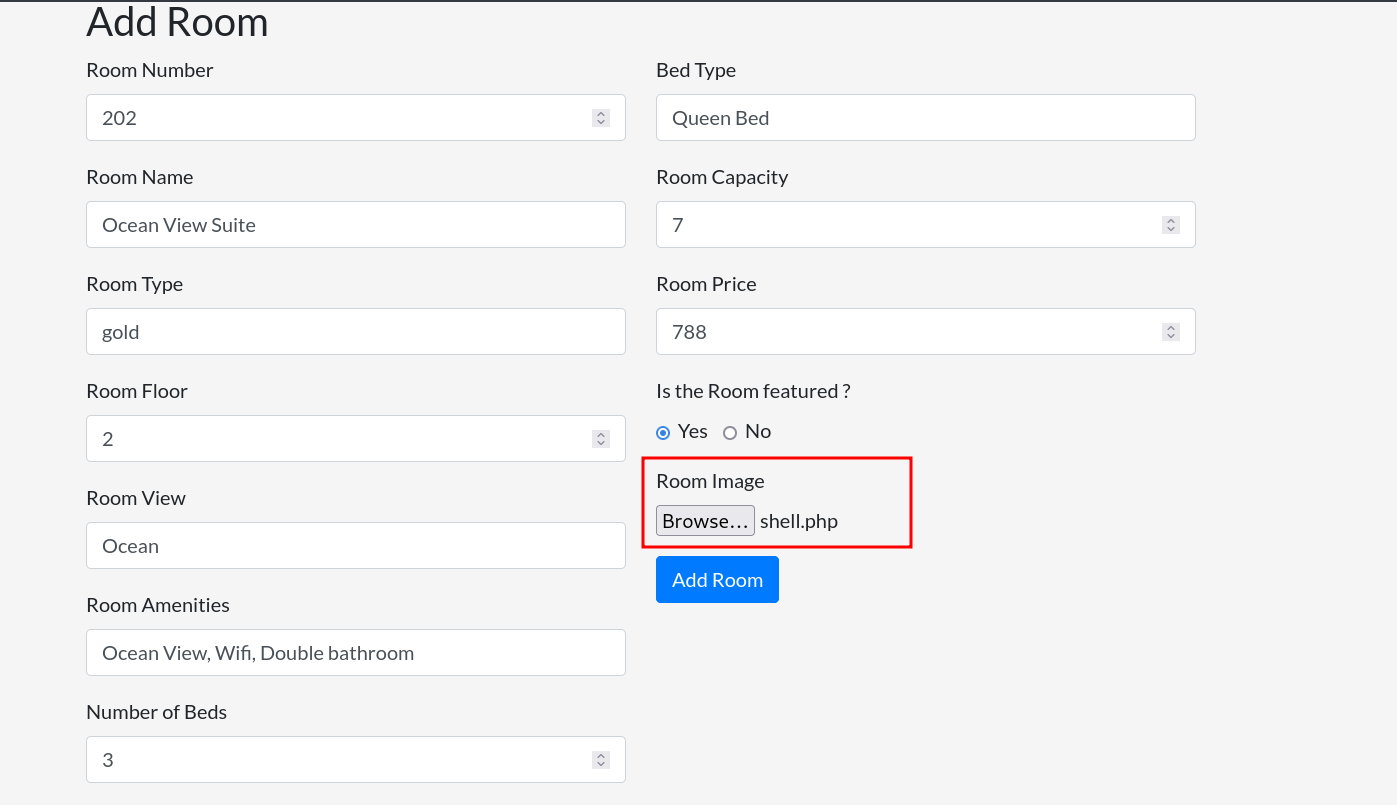 Add Room
Room Number
202
Room Name
Ocean View Suite
Room Type
gold
Room Floor
2
Room View
Ocean
Room Amenities
Ocean View, Wifi, Double bathroom
Number of Beds
3
Bed Type
Queen Bed
Room Capacity
7
Room Price
788
Is the Room featured ?
Yes No
Room Image
Browse... shell.php
Add Room